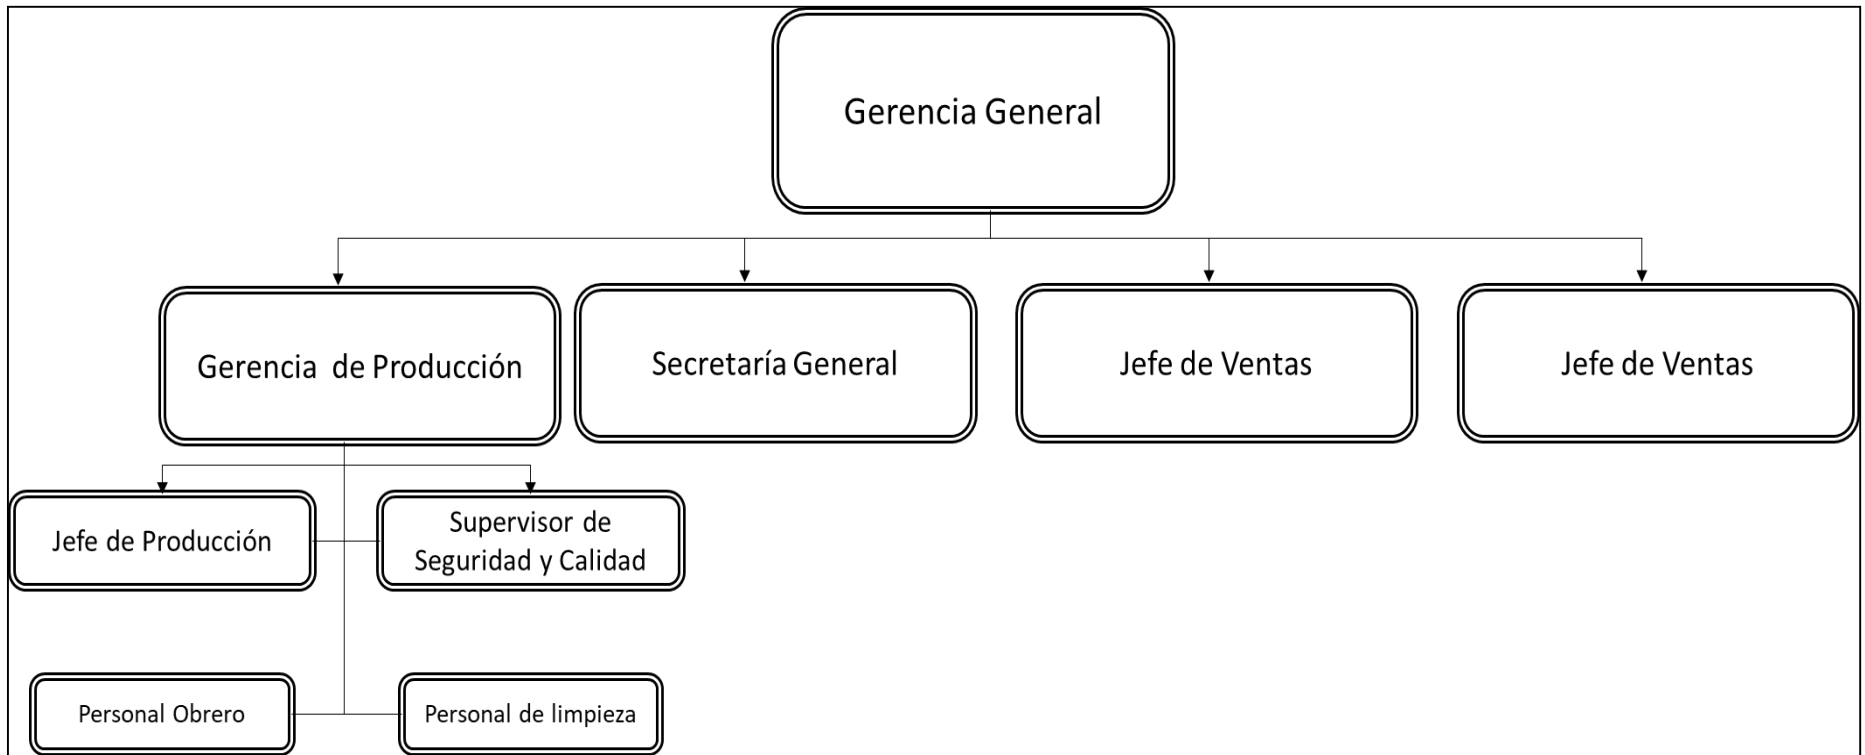 Gerencia General
Gerencia de Producción
Secretaría General
Jefe de Ventas
Jefe de Ventas
Jefe de Producción
Supervisor de
Seguridad y Calidad
Personal Obrero
Personal de limpieza